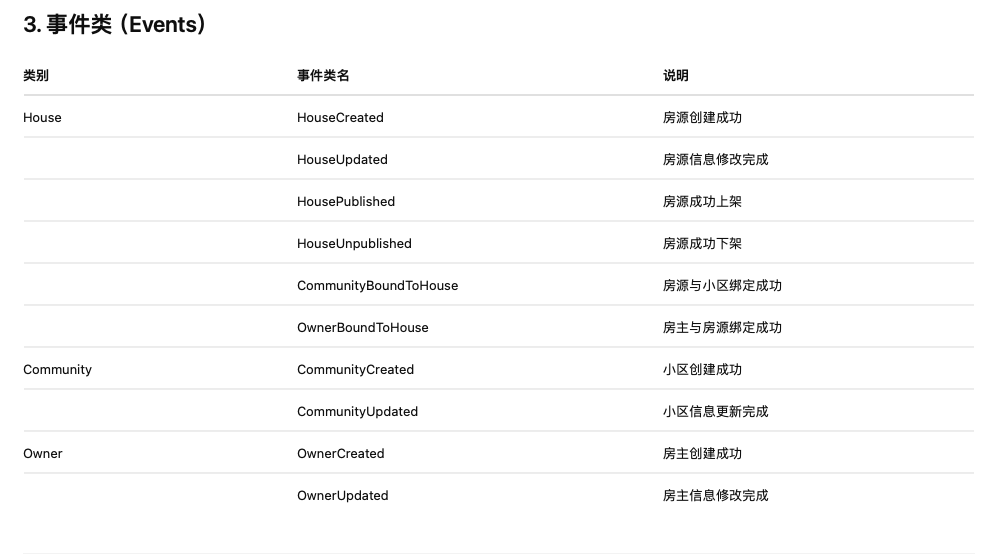 3. 事件类（Events）
类别 事件类名 说明
House HouseCreated 房源创建成功
HouseUpdated 房源信息修改完成
HousePublished 房源成功上架
HouseUnpublished 房源成功下架
CommunityBoundToHouse 房源与小区绑定成功
OwnerBoundToHouse 房主与房源绑定成功
Community CommunityCreated 小区创建成功
CommunityUpdated 小区信息更新完成
Owner OwnerCreated 房主创建成功
OwnerUpdated 房主信息修改完成